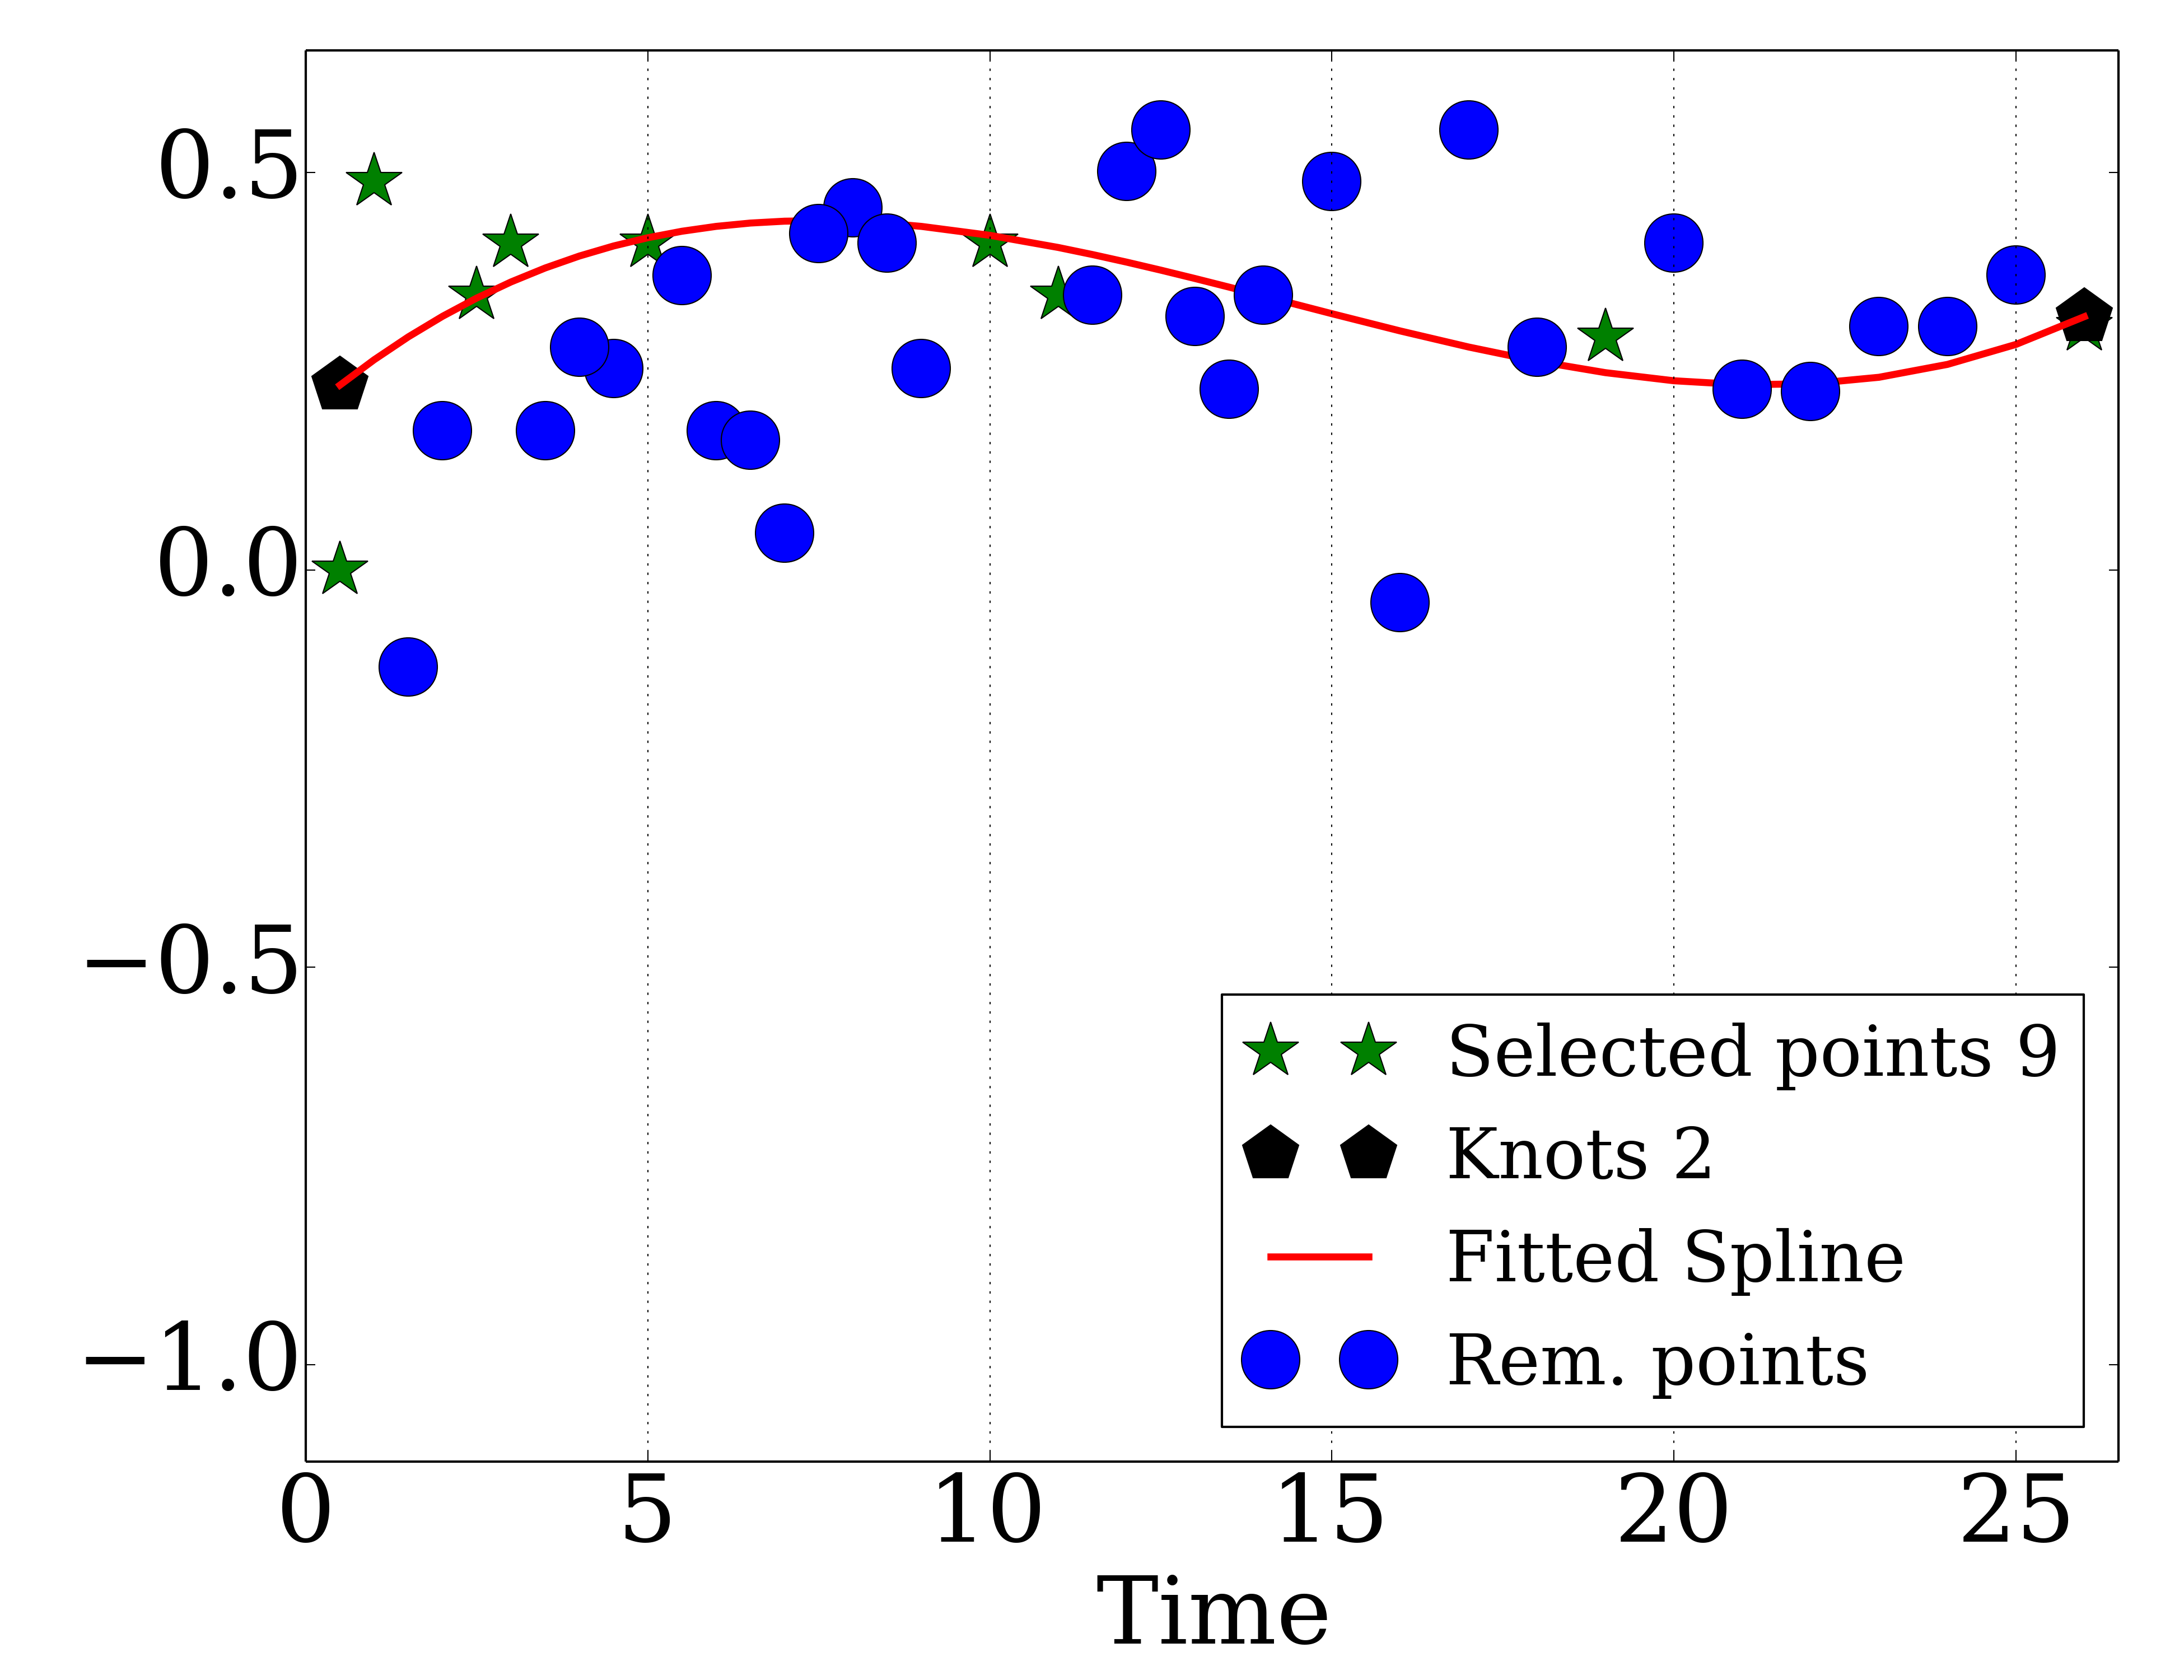 0.5
0.0
−0.5
−1.0
Selected points 9
Knots 2
Fitted Spline
Rem. points
0 5 10 15 20 25
Time